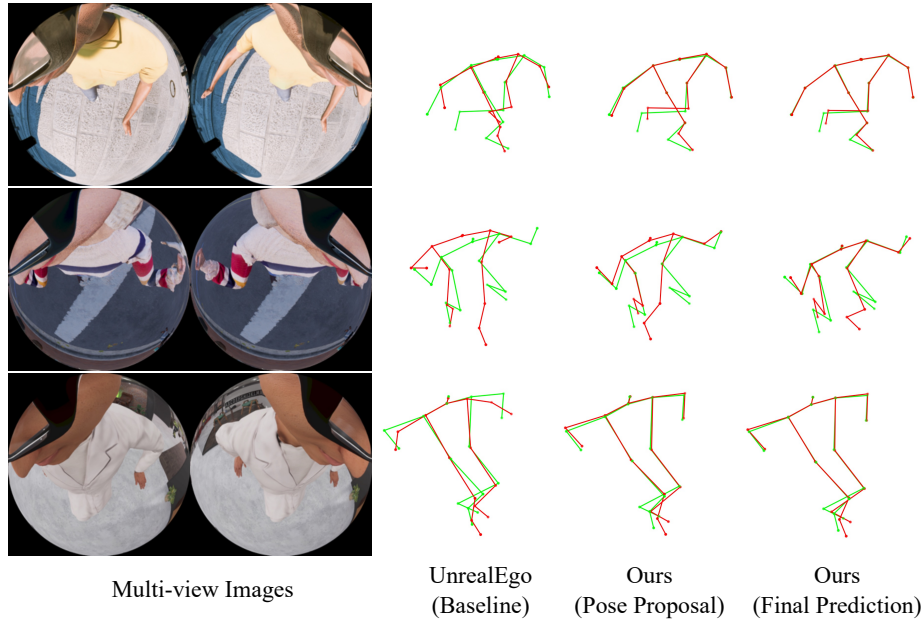 Multi-view Images
UnrealEgo
(Baseline)
Ours
(Pose Proposal)
Ours
(Final Prediction)